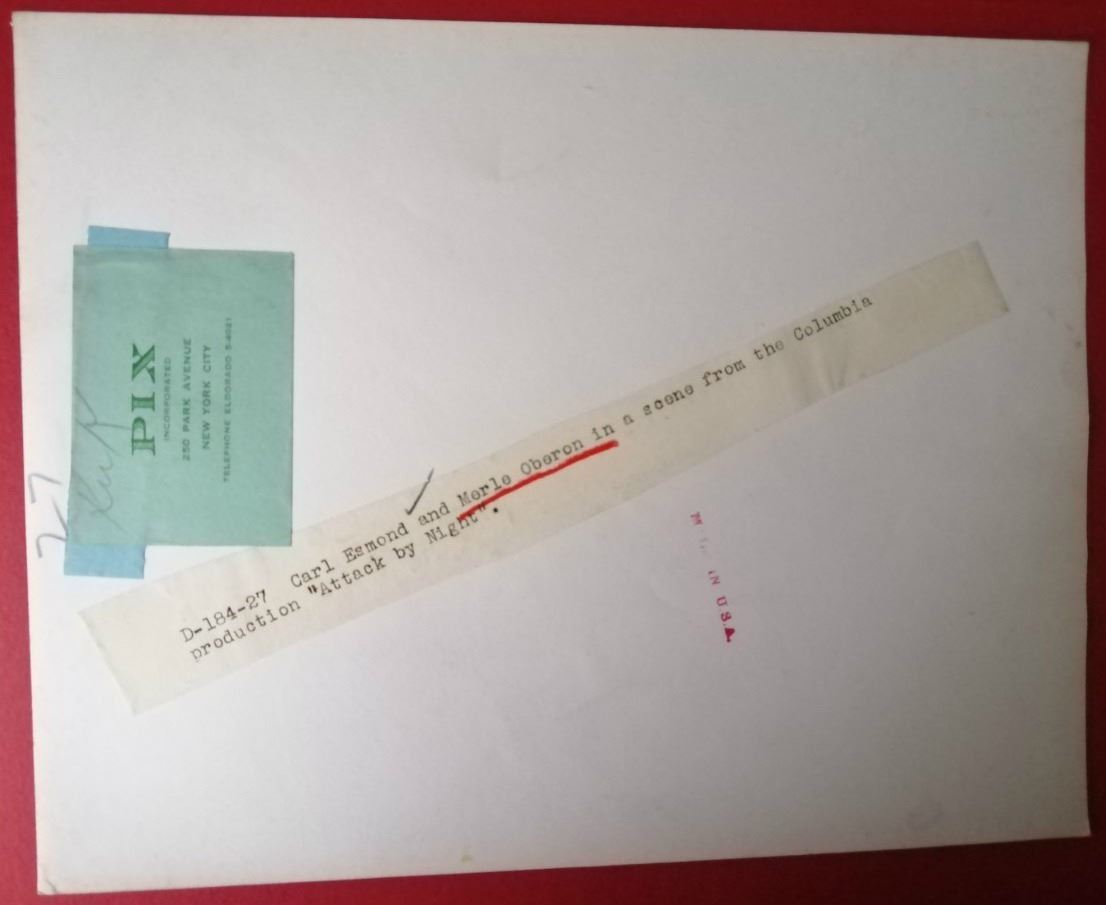 PIX
INCORPORATED
250 PARK AVENUE
NEW YORK CITY
TELEPHONE ELDORADO 5-4021
27
D-184-27 Carl Esmond and Merle Oberon in a scene from the Columbia
production "Attack by Night".
IN U.S.A.